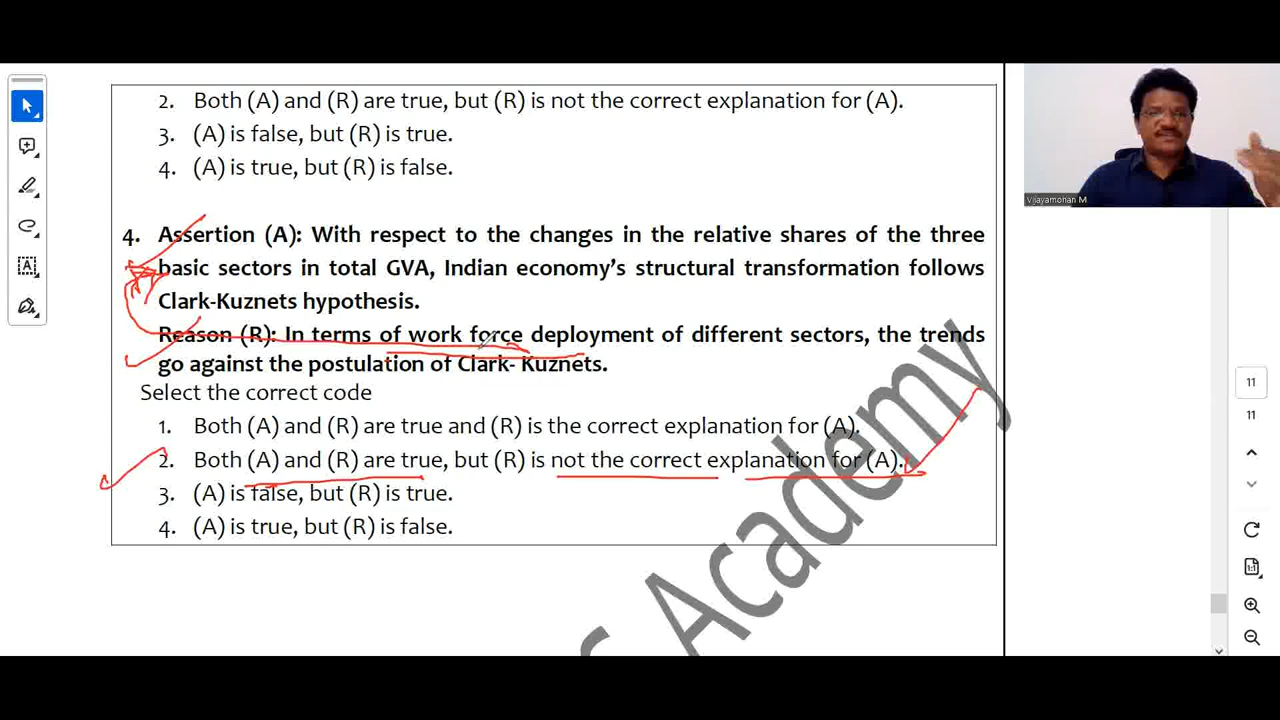 2. Both (A) and (R) are true, but (R) is not the correct explanation for (A).
3. (A) is false, but (R) is true.
4. (A) is true, but (R) is false.
4. Assertion (A): With respect to the changes in the relative shares of the three
basic sectors in total GVA, Indian economy's structural transformation follows
Clark-Kuznets hypothesis.
Reason (R): In terms of work force deployment of different sectors, the trends
go against the postulation of Clark- Kuznets.
Select the correct code
1. Both (A) and (R) are true and (R) is the correct explanation for (A).
2. Both (A) and (R) are true, but (R) is not the correct explanation for (A).
3. (A) is false, but (R) is true.
4. (A) is true, but (R) is false.
Academy
Vijayamohan M
11
11
1:1